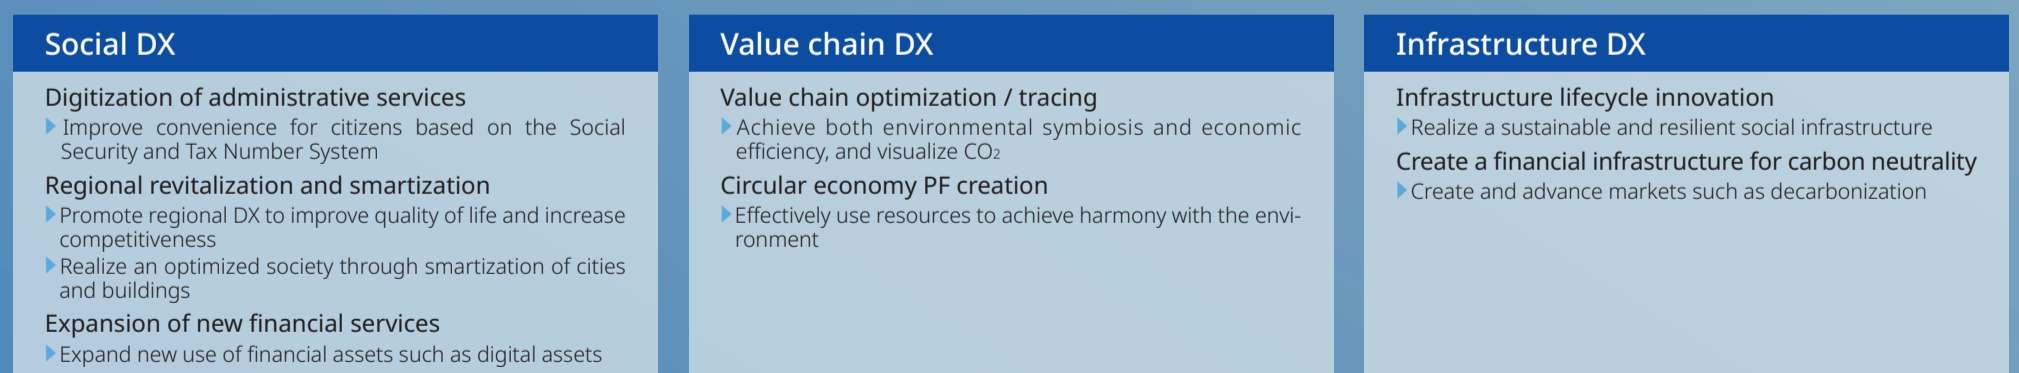 Social DX
Digitization of administrative services
Improve convenience for citizens based on the Social
Security and Tax Number System
Regional revitalization and smartization
Promote regional DX to improve quality of life and increase
competitiveness
Realize an optimized society through smartization of cities
and buildings
Expansion of new financial services
Expand new use of financial assets such as digital assets
Value chain DX
Value chain optimization / tracing
Achieve both environmental symbiosis and economic
efficiency, and visualize CO2
Circular economy PF creation
Effectively use resources to achieve harmony with the envi-
ronment
Infrastructure DX
Infrastructure lifecycle innovation
Realize a sustainable and resilient social infrastructure
Create a financial infrastructure for carbon neutrality
Create and advance markets such as decarbonization